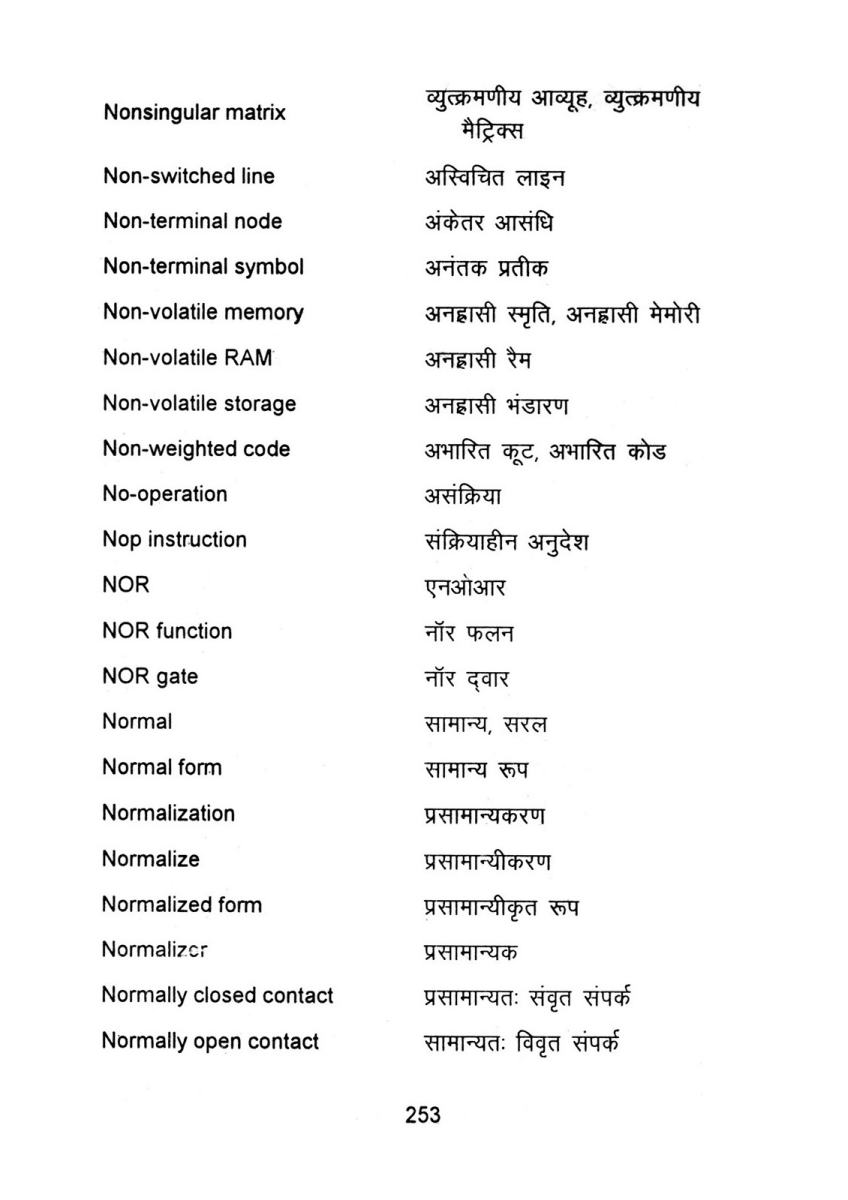 Nonsingular matrix व्युत्क्रमणीय आव्यूह, व्युत्क्रमणीय
मैट्रिक्स
Non-switched line अस्विचित लाइन
Non-terminal node अंकेतर आसंधि
Non-terminal symbol अनंतक प्रतीक
Non-volatile memory अनह्रासी स्मृति, अनह्रासी मेमोरी
Non-volatile RAM अनह्रासी रैम
Non-volatile storage अनह्रासी भंडारण
Non-weighted code अभारित कूट, अभारित कोड
No-operation असंक्रिया
Nop instruction संक्रियाहीन अनुदेश
NOR एनओआर
NOR function नॉर फलन
NOR gate नॉर द्वार
Normal सामान्य, सरल
Normal form सामान्य रूप
Normalization प्रसामान्यकरण
Normalize प्रसामान्यीकरण
Normalized form प्रसामान्यीकृत रूप
Normalizer प्रसामान्यक
Normally closed contact प्रसामान्यतः संवृत संपर्क
Normally open contact सामान्यतः विवृत संपर्क
253